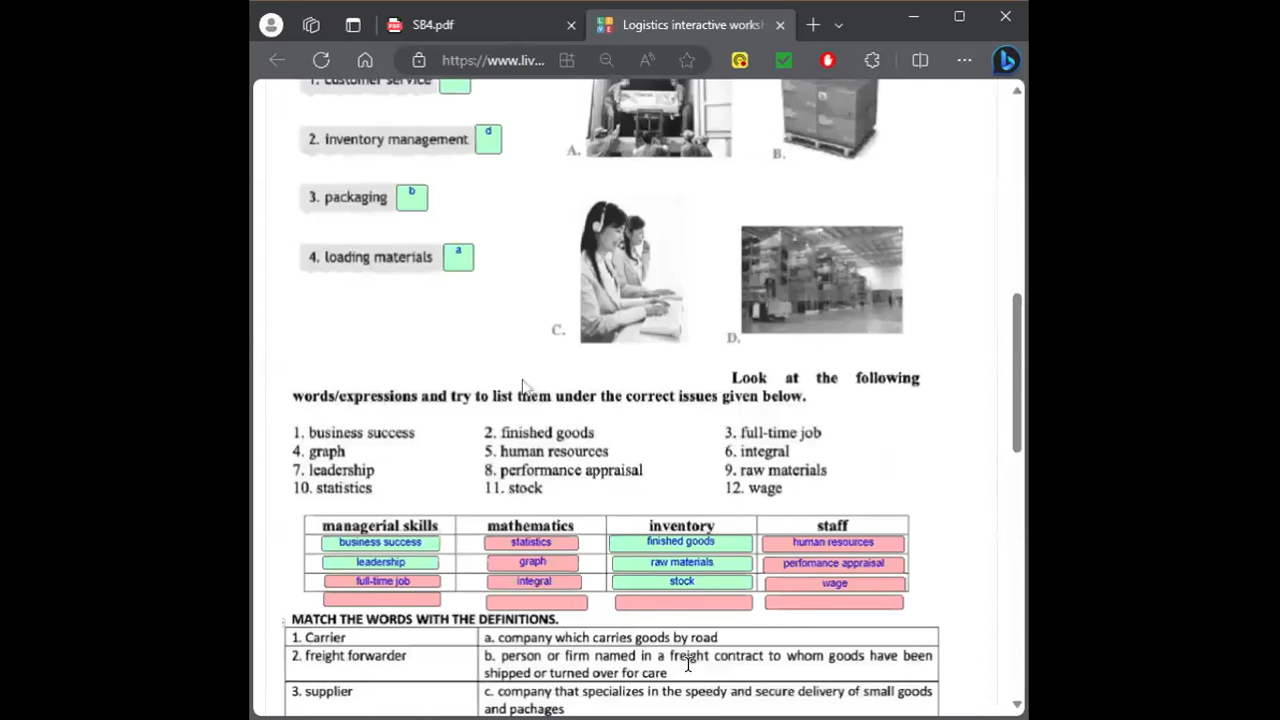 SB4.pdf
Logistics interactive worksh
https://www.liv...
1. customer service
2. inventory management d
3. packaging b
4. loading materials a
A.
B.
C.
D.
Look at the following
words/expressions and try to list them under the correct issues given below.
1. business success 2. finished goods 3. full-time job
4. graph 5. human resources 6. integral
7. leadership 8. performance appraisal 9. raw materials
10. statistics 11. stock 12. wage
managerial skills mathematics inventory staff
business success statistics finished goods human resources
leadership graph raw materials perfomance appraisal
full-time job integral stock wage
MATCH THE WORDS WITH THE DEFINITIONS.
1. Carrier a. company which carries goods by road
2. freight forwarder b. person or firm named in a freight contract to whom goods have been
shipped or turned over for care
3. supplier c. company that specializes in the speedy and secure delivery of small goods
and pachages